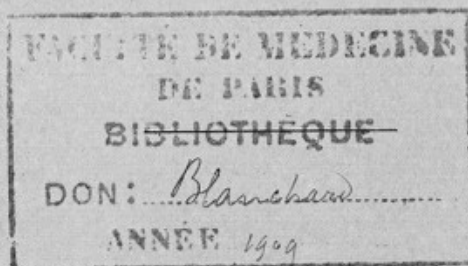 FACULTÉ DE MÉDECINE
DE PARIS
BIBLIOTHÈQUE
DON: Blanchard
ANNÉE 1909